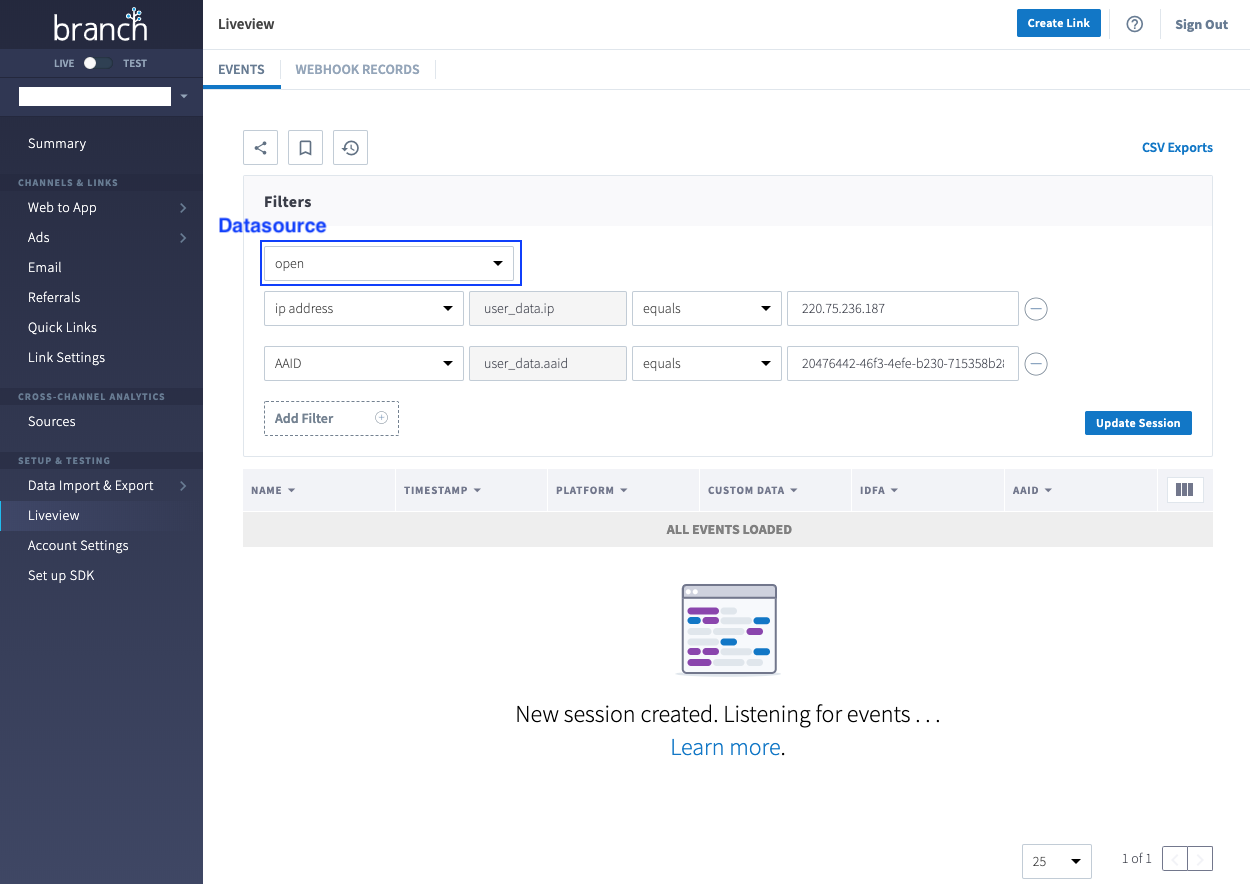 branch
LIVE TEST
Summary
CHANNELS & LINKS
Web to App
Ads
Email
Referrals
Quick Links
Link Settings
CROSS-CHANNEL ANALYTICS
Sources
SETUP & TESTING
Data Import & Export
Liveview
Account Settings
Set up SDK
Liveview
Create Link
?
Sign Out
EVENTS
WEBHOOK RECORDS
CSV Exports
Filters
Datasource
open
ip address user_data.ip equals 220.75.236.187
AAID user_data.aaid equals 20476442-46f3-4efe-b230-715358b28
Add Filter
Update Session
NAME TIMESTAMP PLATFORM CUSTOM DATA IDFA AAID
ALL EVENTS LOADED
New session created. Listening for events . . .
Learn more.
25
1 of 1